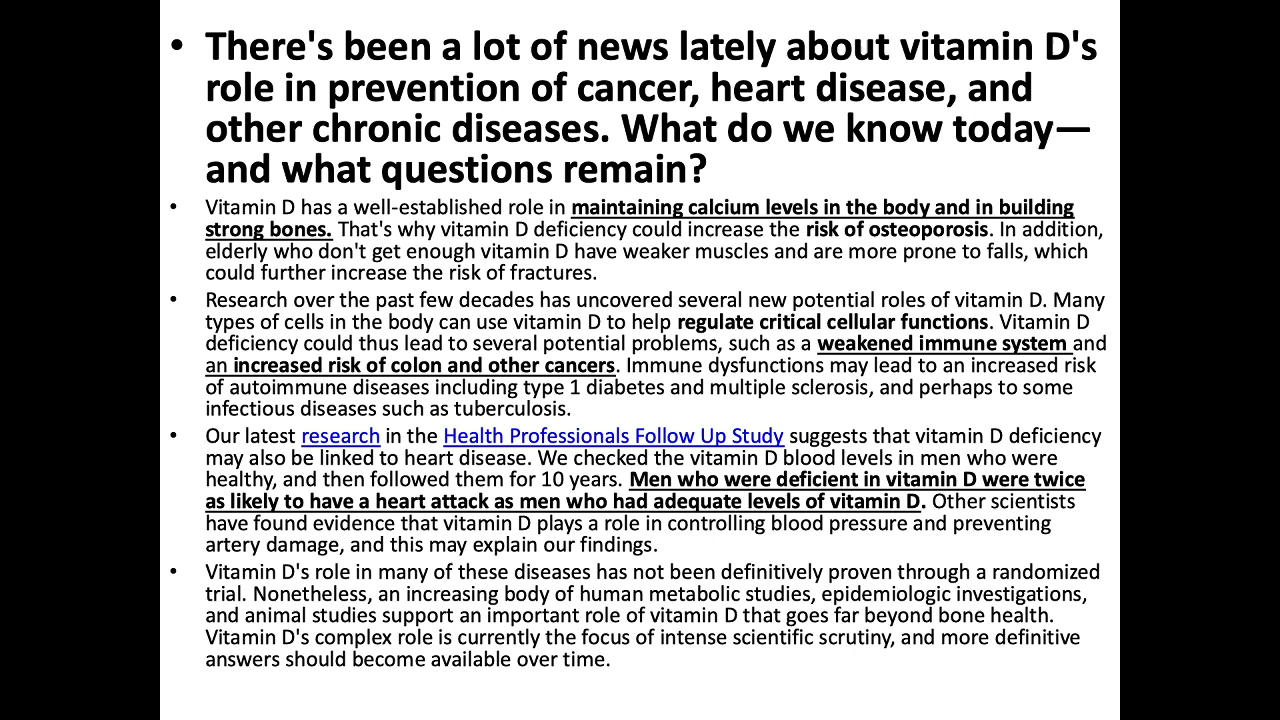 • There's been a lot of news lately about vitamin D's
role in prevention of cancer, heart disease, and
other chronic diseases. What do we know today—
and what questions remain?
• Vitamin D has a well-established role in maintaining calcium levels in the body and in building
strong bones. That's why vitamin D deficiency could increase the risk of osteoporosis. In addition,
elderly who don't get enough vitamin D have weaker muscles and are more prone to falls, which
could further increase the risk of fractures.
• Research over the past few decades has uncovered several new potential roles of vitamin D. Many
types of cells in the body can use vitamin D to help regulate critical cellular functions. Vitamin D
deficiency could thus lead to several potential problems, such as a weakened immune system and
an increased risk of colon and other cancers. Immune dysfunctions may lead to an increased risk
of autoimmune diseases including type 1 diabetes and multiple sclerosis, and perhaps to some
infectious diseases such as tuberculosis.
• Our latest research in the Health Professionals Follow Up Study suggests that vitamin D deficiency
may also be linked to heart disease. We checked the vitamin D blood levels in men who were
healthy, and then followed them for 10 years. Men who were deficient in vitamin D were twice
as likely to have a heart attack as men who had adequate levels of vitamin D. Other scientists
have found evidence that vitamin D plays a role in controlling blood pressure and preventing
artery damage, and this may explain our findings.
• Vitamin D's role in many of these diseases has not been definitively proven through a randomized
trial. Nonetheless, an increasing body of human metabolic studies, epidemiologic investigations,
and animal studies support an important role of vitamin D that goes far beyond bone health.
Vitamin D's complex role is currently the focus of intense scientific scrutiny, and more definitive
answers should become available over time.